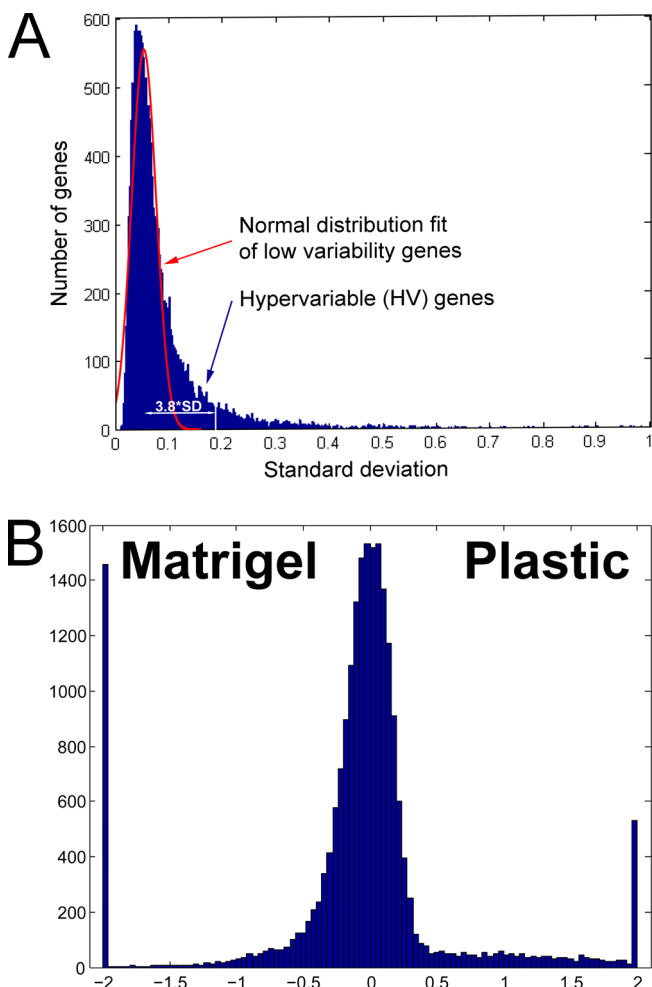 A
600
500
400
300
200
100
0
Number of genes
Normal distribution fit
of low variability genes
Hypervariable (HV) genes
3.8*SD
0 0.1 0.2 0.3 0.4 0.5 0.6 0.7 0.8 0.9 1
Standard deviation
B
Matrigel Plastic
1600
1400
1200
1000
800
600
400
200
0
−2 −1.5 −1 −0.5 0 0.5 1 1.5 2